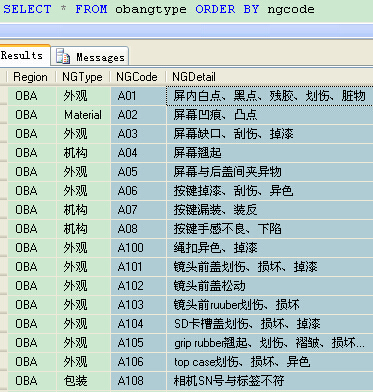 SELECT * FROM obangtype ORDER BY ngcode
Results Messages
Region NGType NGCode NGDetail
OBA 外观 A01 屏内白点、黑点、残胶、划伤、脏物
OBA Material A02 屏幕凹痕、凸点
OBA 外观 A03 屏幕缺口、刮伤、掉漆
OBA 机构 A04 屏幕翘起
OBA 外观 A05 屏幕与后盖间夹异物
OBA 外观 A06 按键掉漆、刮伤、异色
OBA 机构 A07 按键漏装、装反
OBA 机构 A08 按键手感不良、下陷
OBA 外观 A100 绳扣异色、掉漆
OBA 外观 A101 镜头前盖划伤、损坏、掉漆
OBA 外观 A102 镜头前盖松动
OBA 外观 A103 镜头前ruuber划伤、损坏
OBA 外观 A104 SD卡槽盖划伤、损坏、掉漆
OBA 外观 A105 grip rubber翘起、划伤、褶皱、损坏...
OBA 外观 A106 top case划伤、损坏、异色
OBA 包装 A108 相机SN号与标签不符